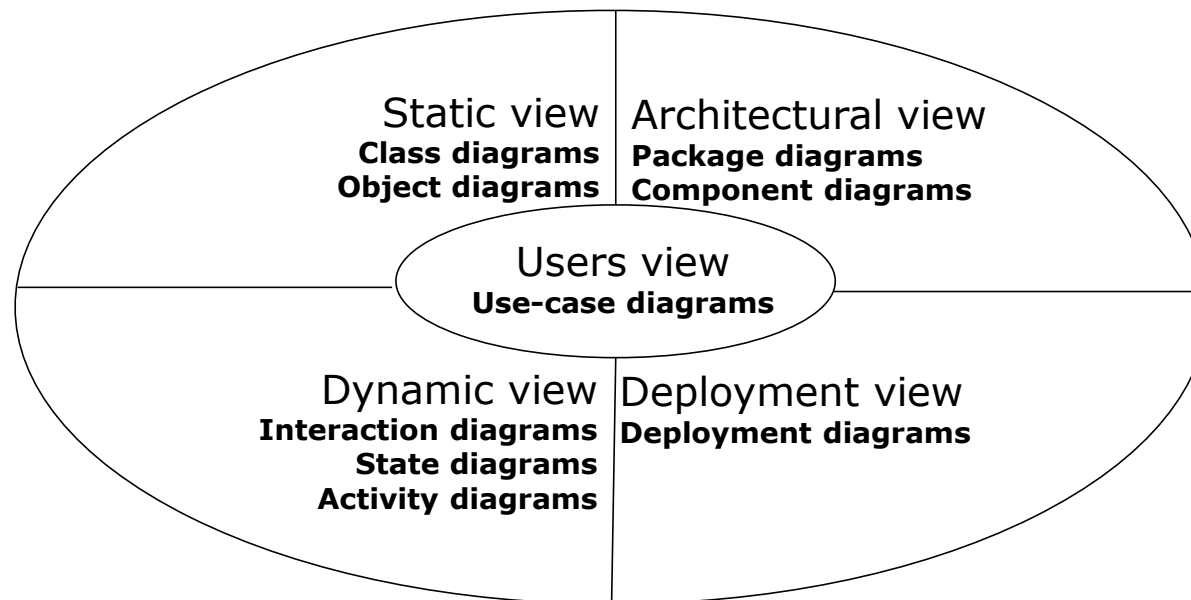 Static view
Class diagrams
Object diagrams
Architectural view
Package diagrams
Component diagrams
Users view
Use-case diagrams
Dynamic view
Interaction diagrams
State diagrams
Activity diagrams
Deployment view
Deployment diagrams